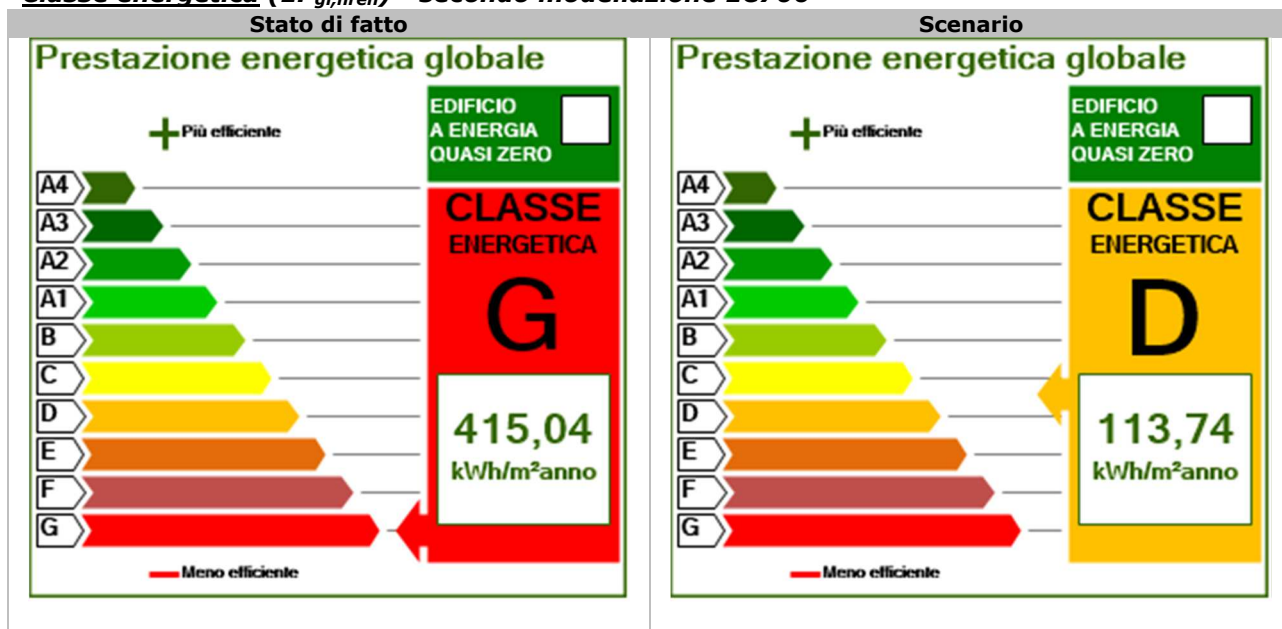 Stato di fatto
Scenario
Prestazione energetica globale
EDIFICIO
A ENERGIA
QUASI ZERO
Più efficiente
A4
A3
A2
A1
B
C
D
E
F
G
CLASSE
ENERGETICA
G
415,04
kWh/m²anno
Meno efficiente
Prestazione energetica globale
EDIFICIO
A ENERGIA
QUASI ZERO
Più efficiente
A4
A3
A2
A1
B
C
D
E
F
G
CLASSE
ENERGETICA
D
113,74
kWh/m²anno
Meno efficiente